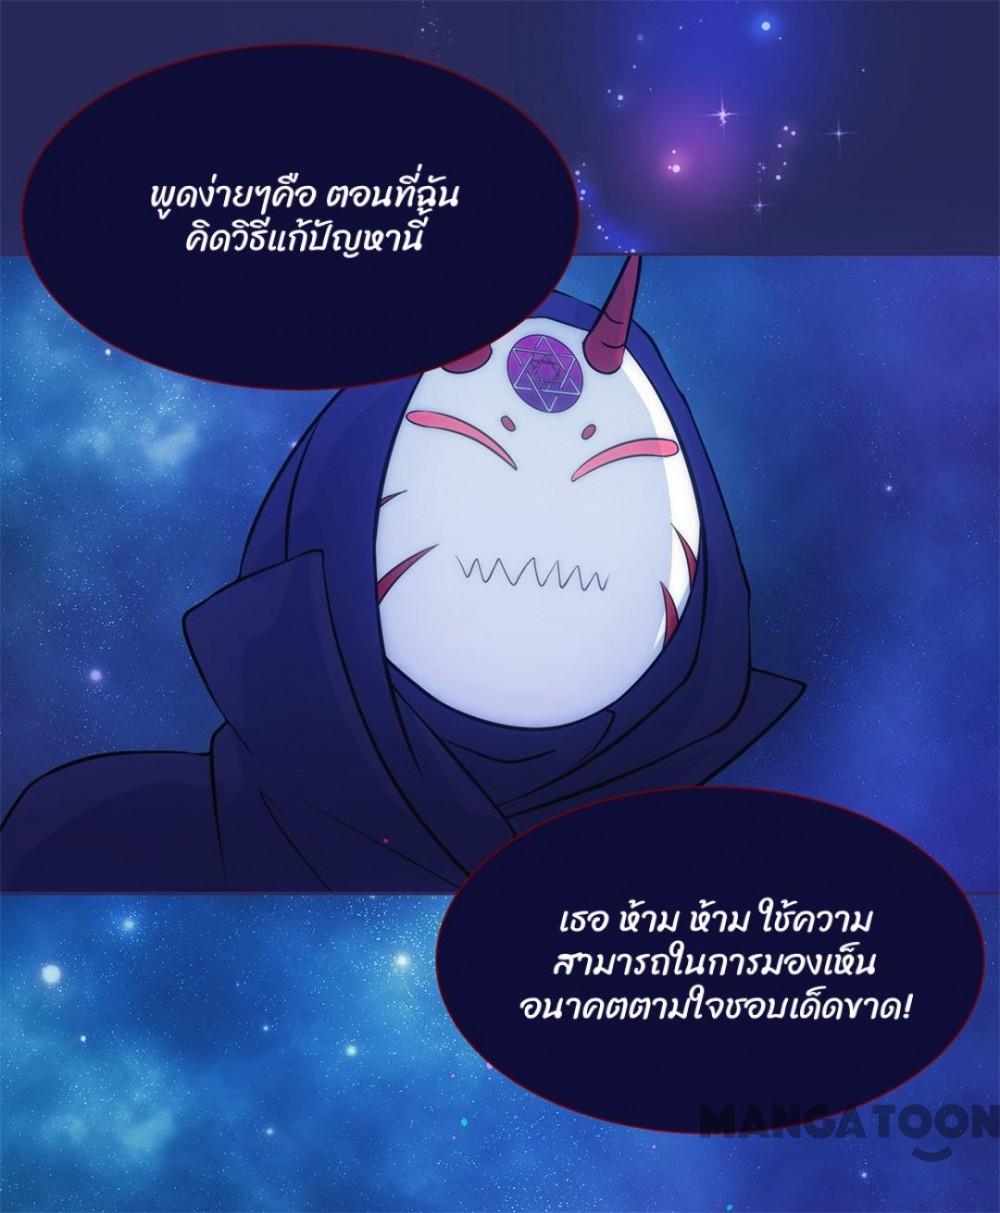 พูดง่ายๆคือ ตอนที่ฉัน
คิดวิธีแก้ปัญหานี้
เธอ ห้าม ห้าม ใช้ความ
สามารถในการมองเห็น
อนาคตตามใจชอบเด็ดขาด!
MANGATOON